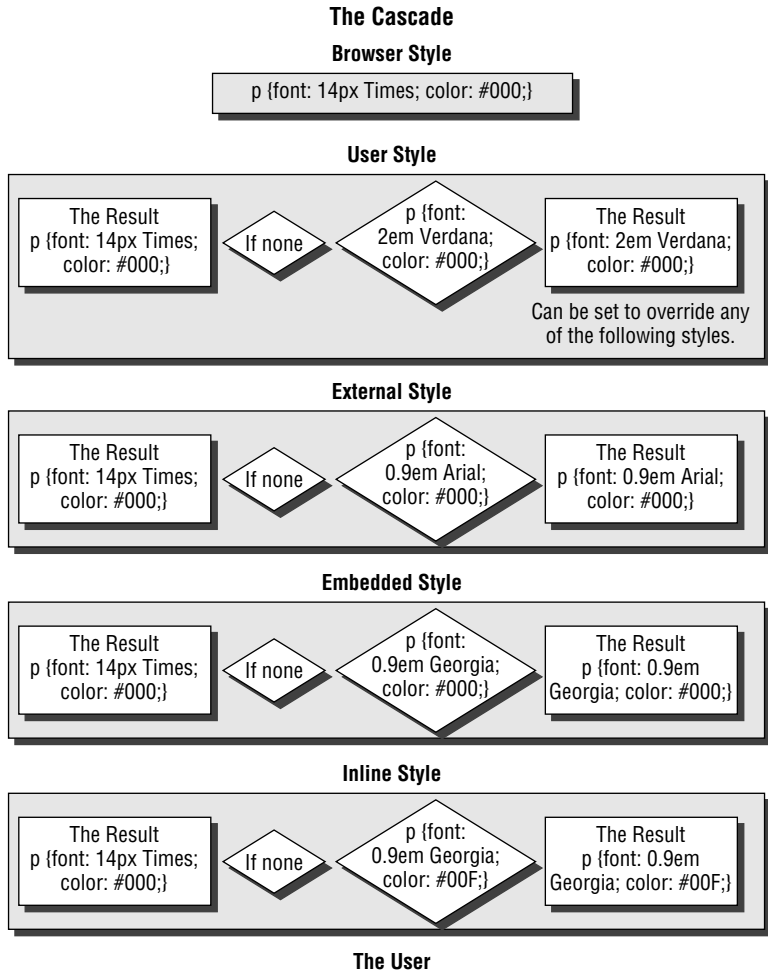 The Cascade
Browser Style
p {font: 14px Times; color: #000;}
User Style
The Result
p {font: 14px Times;
color: #000;}
If none
p {font:
2em Verdana;
color: #000;}
The Result
p {font: 2em Verdana;
color: #000;}
Can be set to override any
of the following styles.
External Style
The Result
p {font: 14px Times;
color: #000;}
If none
p {font:
0.9em Arial;
color: #000;}
The Result
p {font: 0.9em Arial;
color: #000;}
Embedded Style
The Result
p {font: 14px Times;
color: #000;}
If none
p {font:
0.9em Georgia;
color: #000;}
The Result
p {font: 0.9em
Georgia; color: #000;}
Inline Style
The Result
p {font: 14px Times;
color: #000;}
If none
p {font:
0.9em Georgia;
color: #00F;}
The Result
p {font: 0.9em
Georgia; color: #00F;}
The User